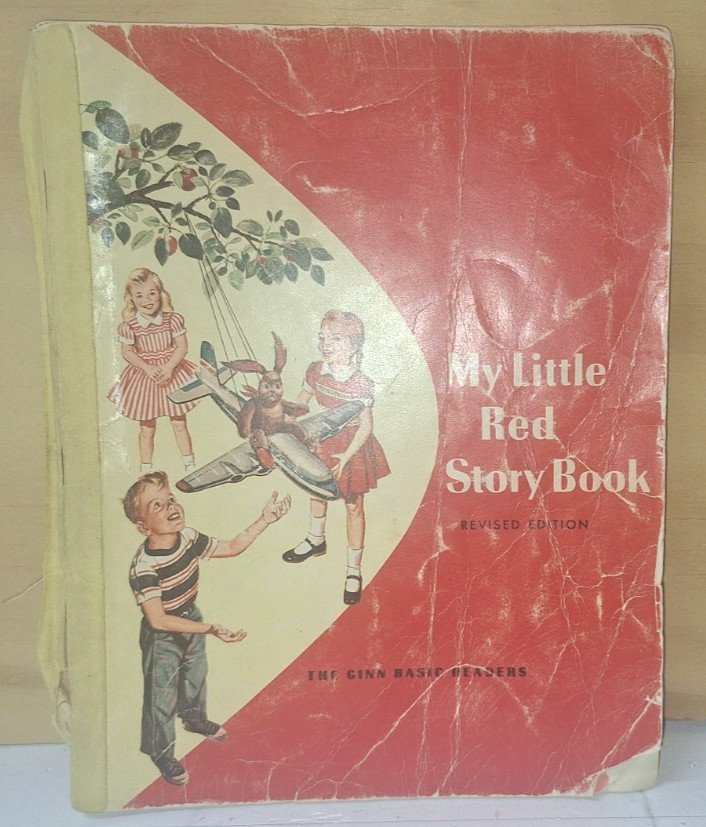 My Little
Red
Story Book
REVISED EDITION
THE GINN BASIC READERS